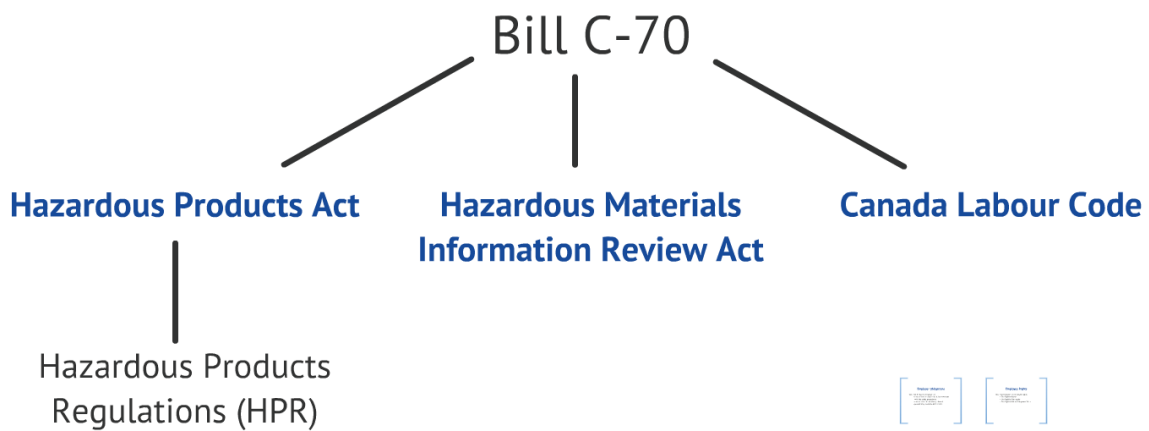 Bill C-70
Hazardous Products Act
Hazardous Materials
Information Review Act
Canada Labour Code
Hazardous Products
Regulations (HPR)